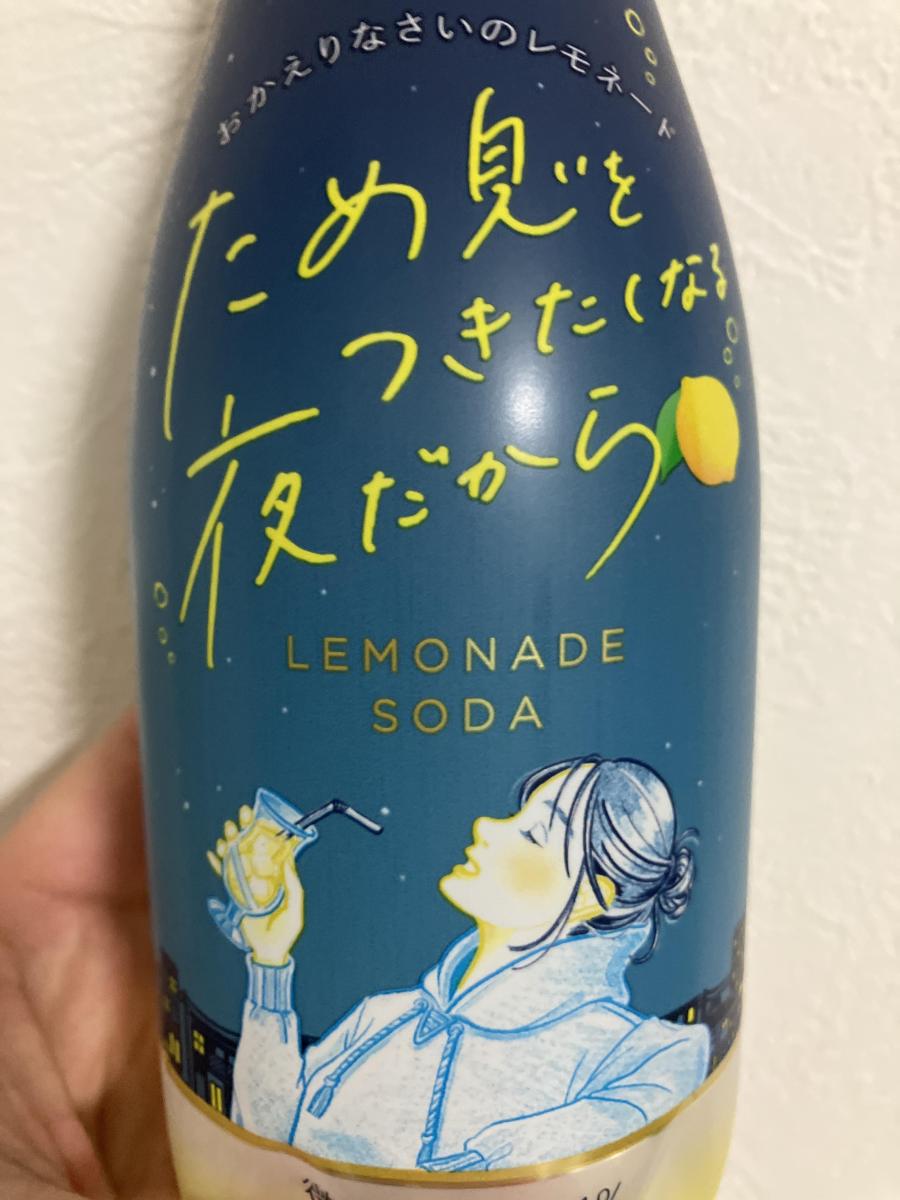 おかえりなさいのレモネード
ため息を
つきたくなる
夜だから
LEMONADE
SODA